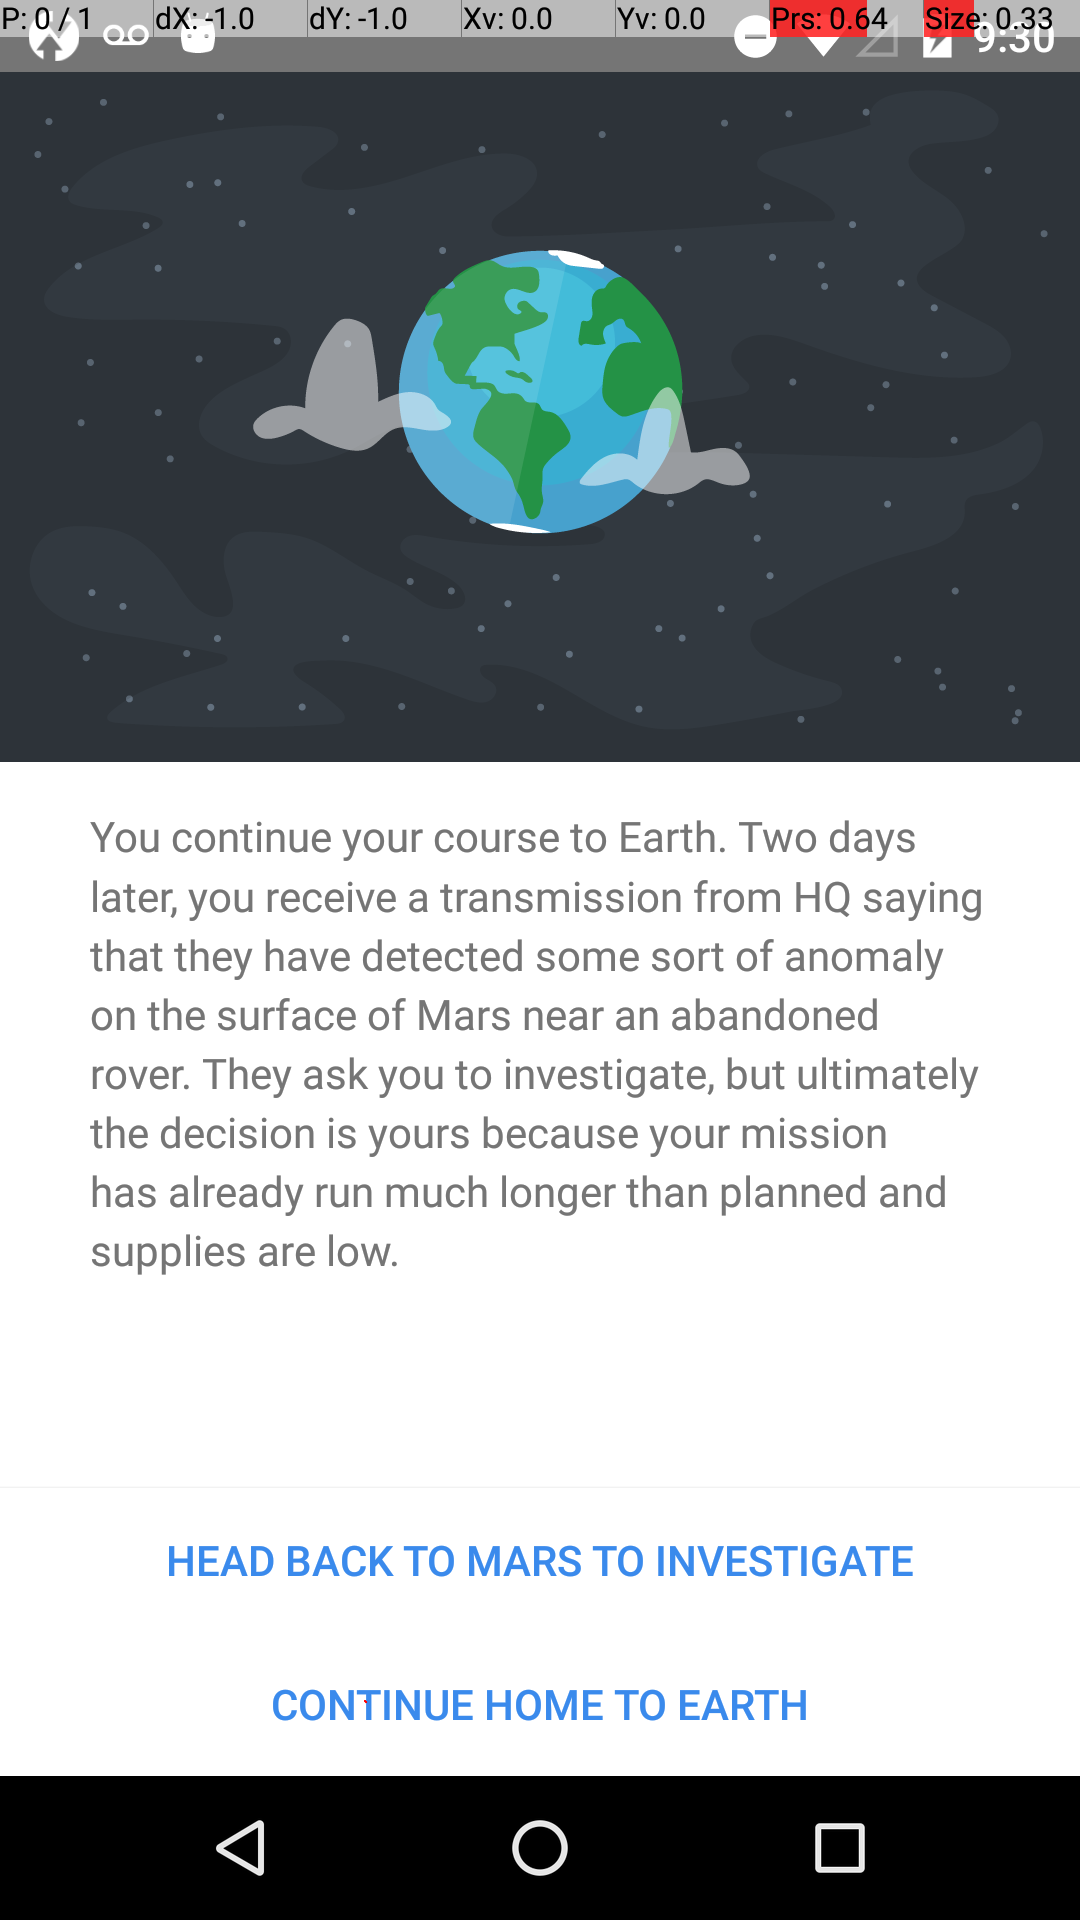 P: 0 / 1 dX: -1.0 dY: -1.0 Xv: 0.0 Yv: 0.0 Prs: 0.64 Size: 0.33
9:30
You continue your course to Earth. Two days
later, you receive a transmission from HQ saying
that they have detected some sort of anomaly
on the surface of Mars near an abandoned
rover. They ask you to investigate, but ultimately
the decision is yours because your mission
has already run much longer than planned and
supplies are low.
HEAD BACK TO MARS TO INVESTIGATE
CONTINUE HOME TO EARTH